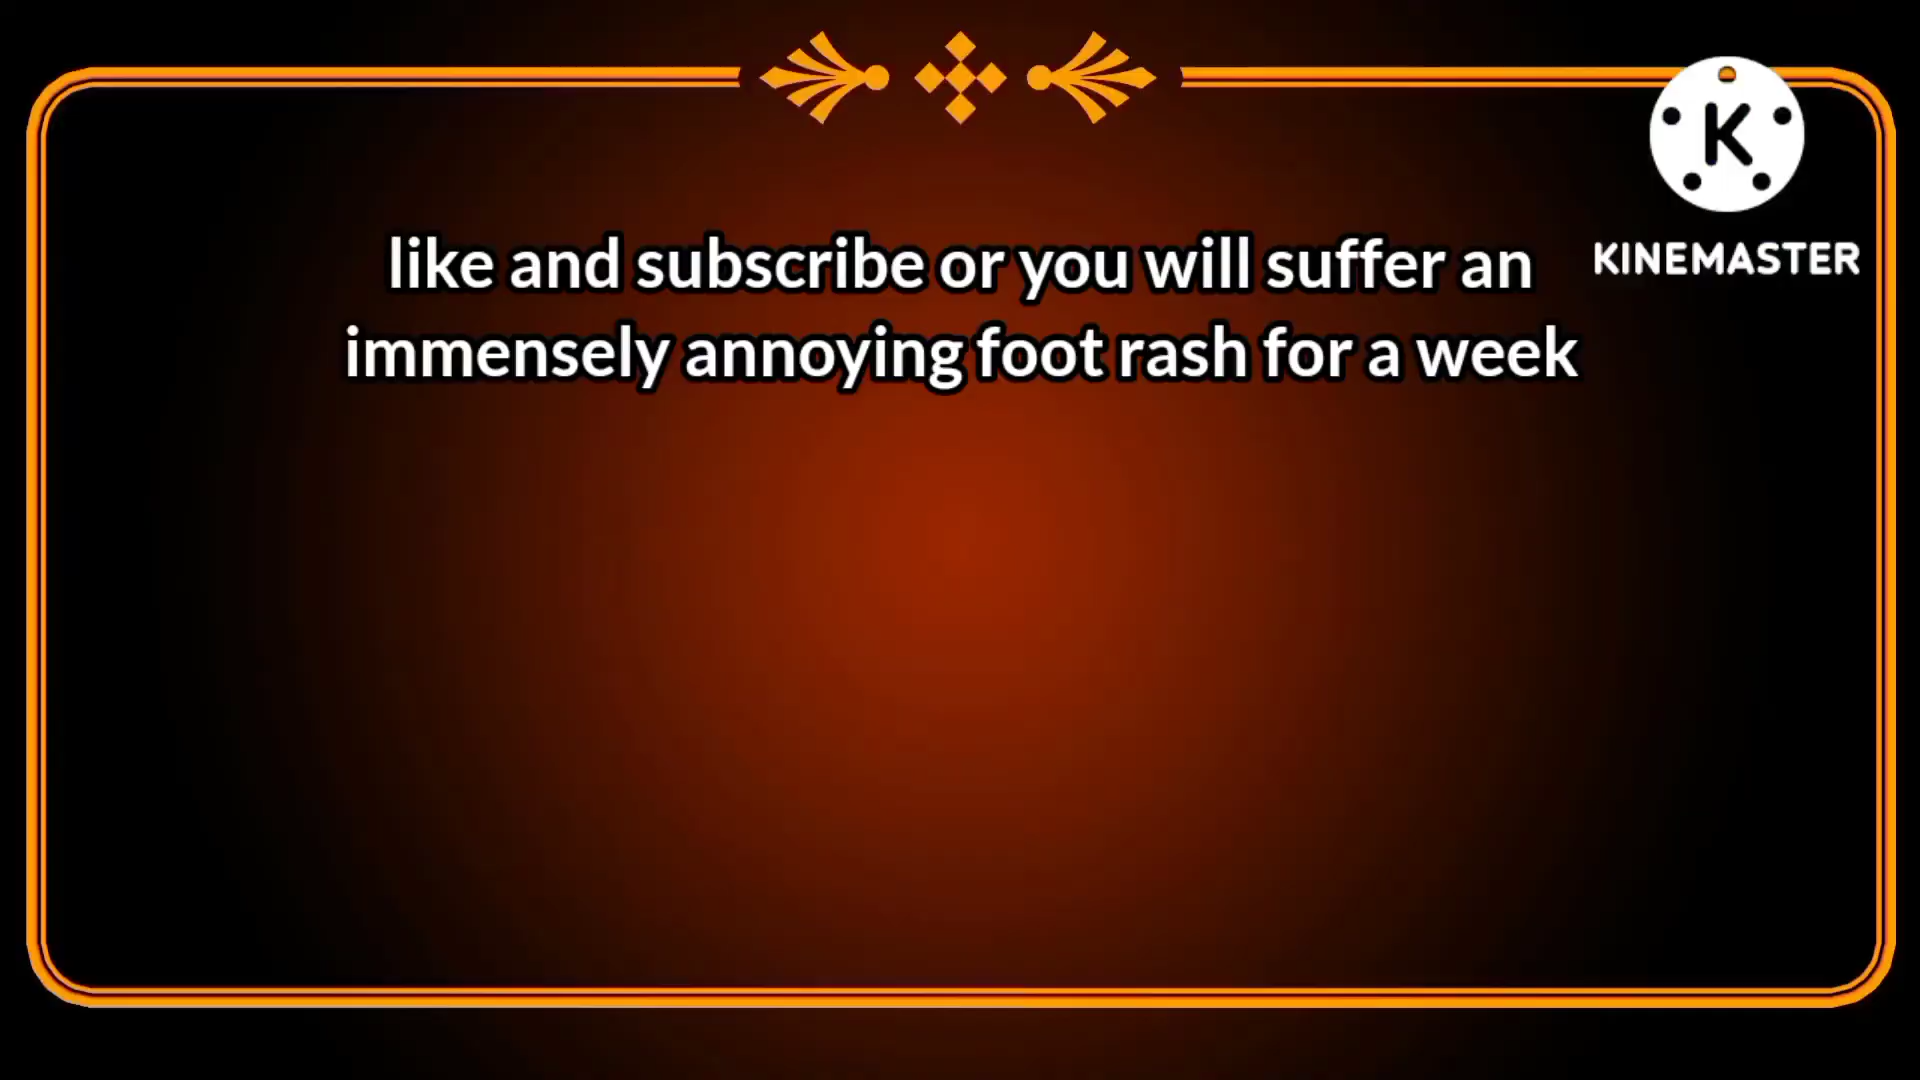 K
KINEMASTER
like and subscribe or you will suffer an
immensely annoying foot rash for a week